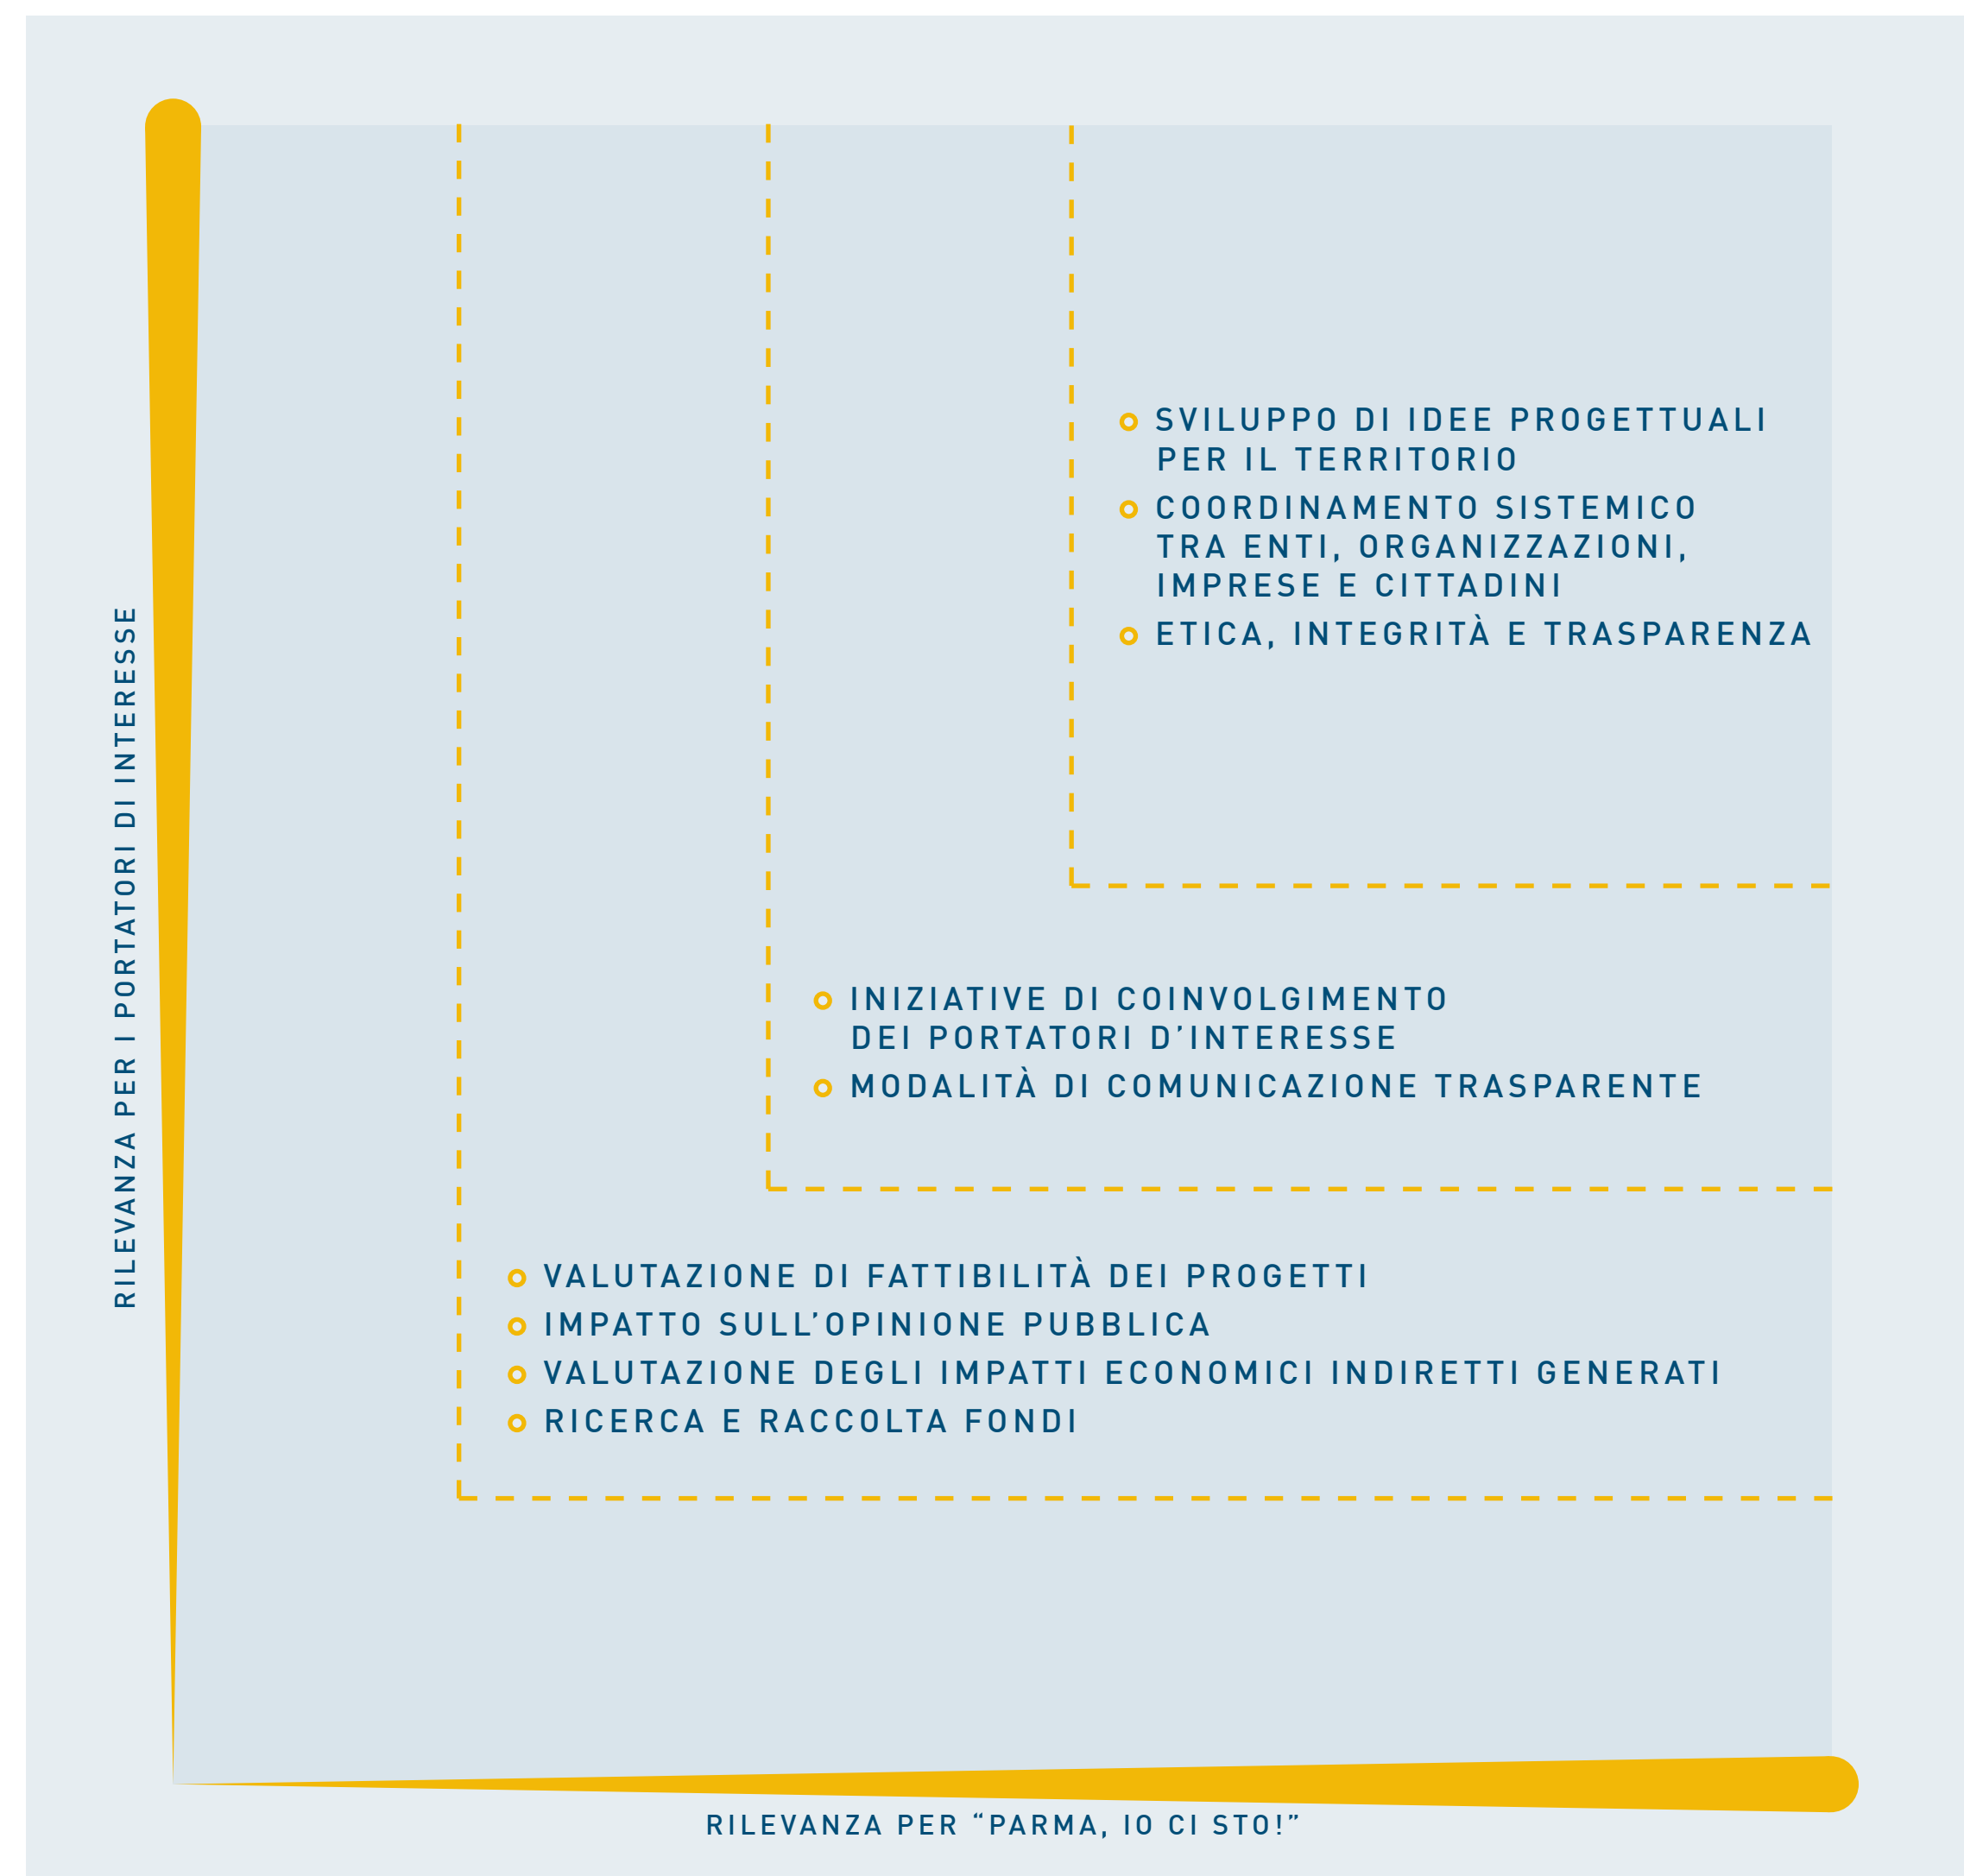 RILEVANZA PER I PORTATORI DI INTERESSE
SVILUPPO DI IDEE PROGETTUALI
PER IL TERRITORIO
COORDINAMENTO SISTEMICO
TRA ENTI, ORGANIZZAZIONI,
IMPRESE E CITTADINI
ETICA, INTEGRITÀ E TRASPARENZA
INIZIATIVE DI COINVOLGIMENTO
DEI PORTATORI D’INTERESSE
MODALITÀ DI COMUNICAZIONE TRASPARENTE
VALUTAZIONE DI FATTIBILITÀ DEI PROGETTI
IMPATTO SULL’OPINIONE PUBBLICA
VALUTAZIONE DEGLI IMPATTI ECONOMICI INDIRETTI GENERATI
RICERCA E RACCOLTA FONDI
RILEVANZA PER “PARMA, IO CI STO!”